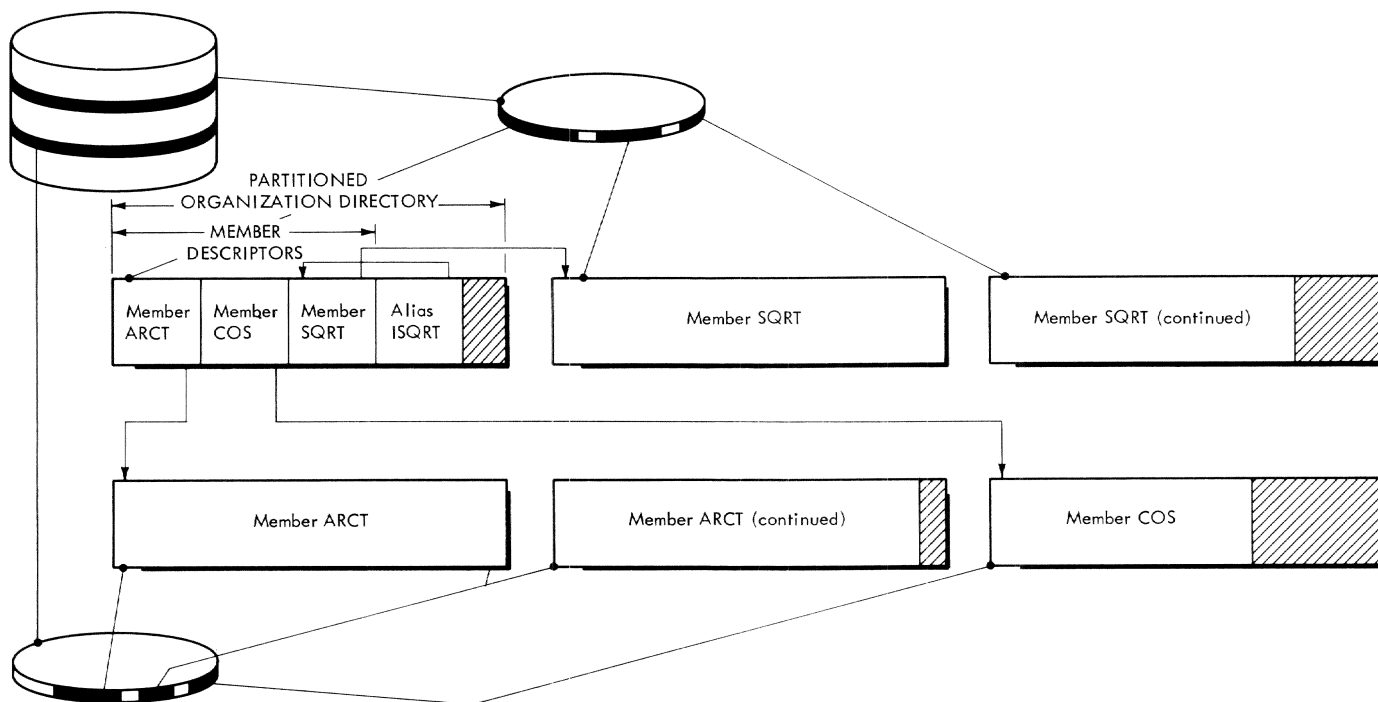 PARTITIONED
ORGANIZATION DIRECTORY
MEMBER
DESCRIPTORS
Member
ARCT
Member
COS
Member
SQRT
Alias
ISQRT
Member SQRT
Member SQRT (continued)
Member ARCT
Member ARCT (continued)
Member COS